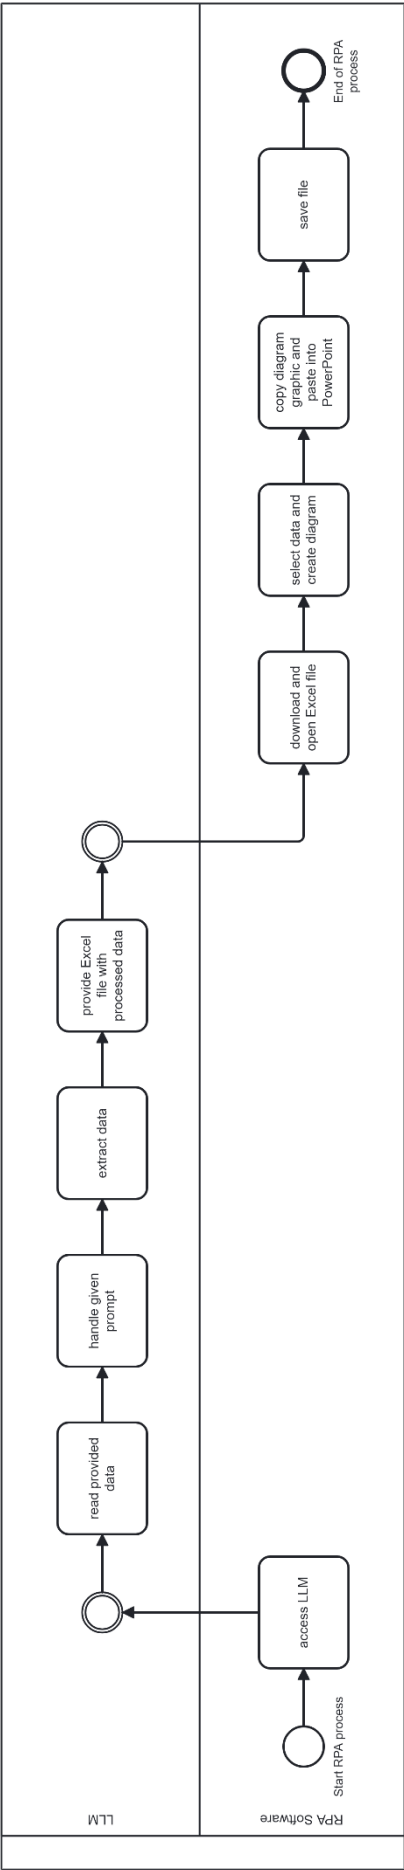 LLM
read provided
data
handle given
prompt
extract data
provide Excel
file with
processed data
RPA Software
Start RPA process
access LLM
download and
open Excel file
select data and
create diagram
copy diagram
graphic and
paste into
PowerPoint
save file
End of RPA
process